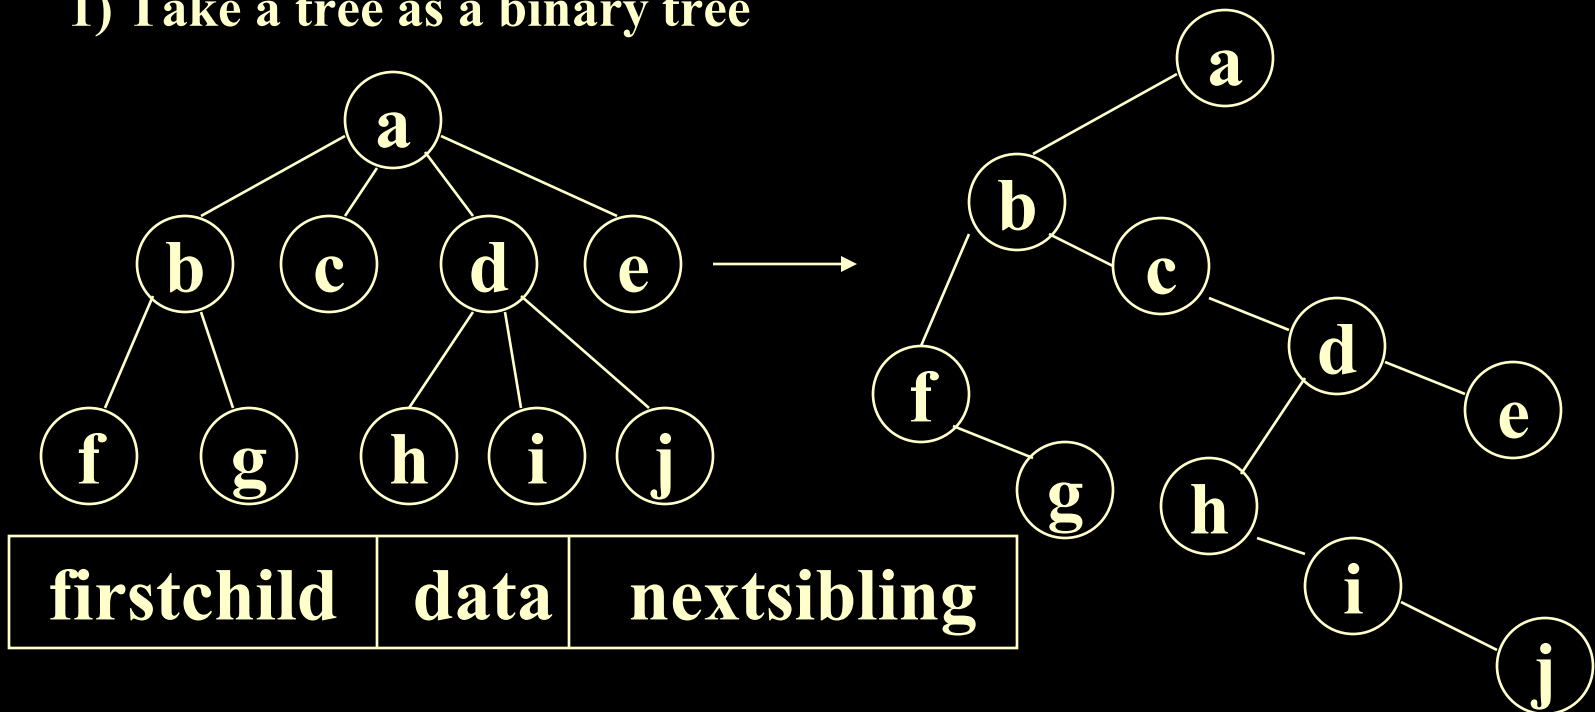 1) Take a tree as a binary tree
a
b c d e
f g h i j
firstchild data nextsibling
a
b
c
d
e
f
g
h
i
j